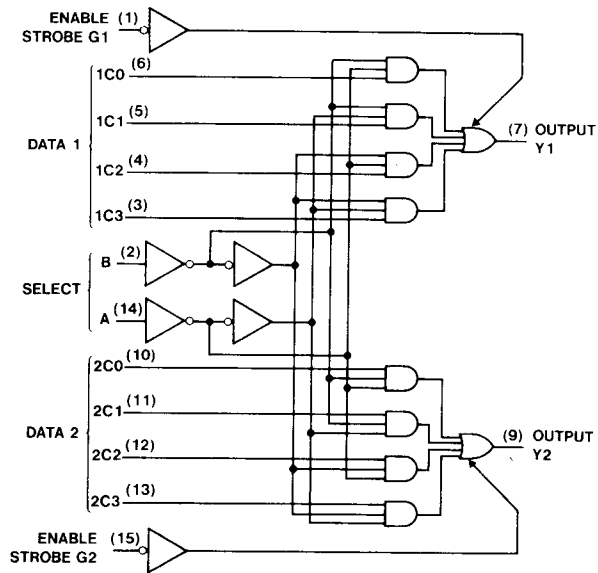 ENABLE (1)
STROBE G1
(6)
1C0
(5)
1C1
DATA 1
(4)
1C2
(3)
1C3
(7) OUTPUT
Y1
B (2)
SELECT
A (14)
(10)
2C0
(11)
2C1
DATA 2
(12)
2C2
(13)
2C3
(9) OUTPUT
Y2
ENABLE (15)
STROBE G2